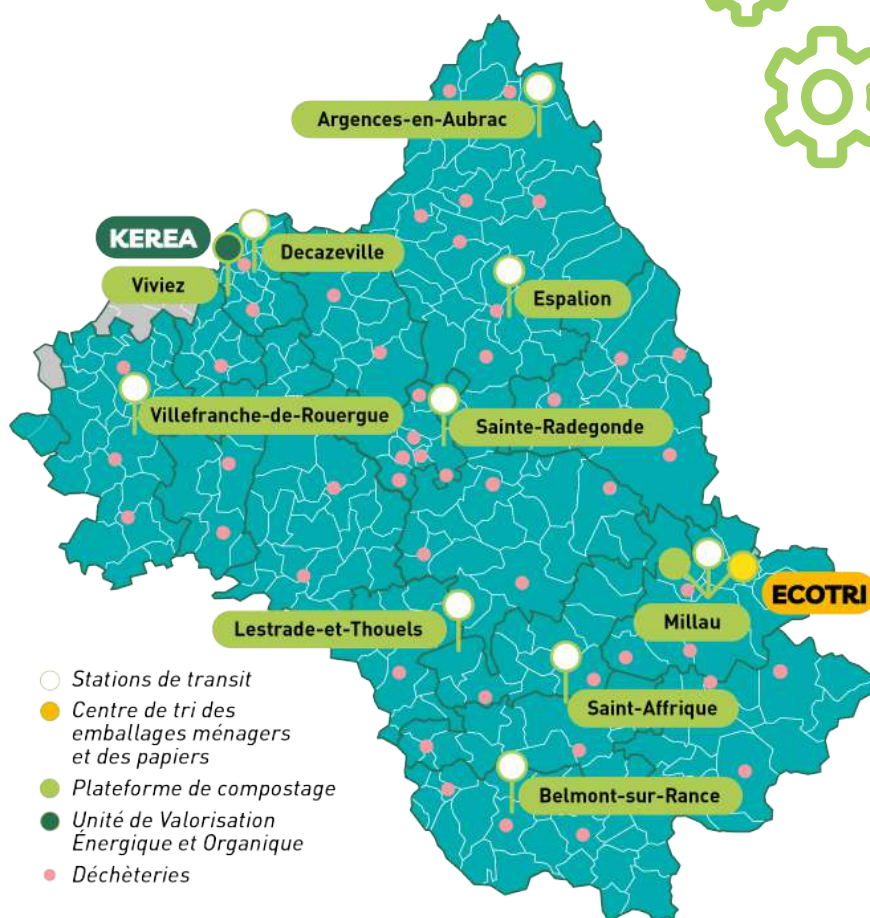 Argences-en-Aubrac
KEREA
Decazeville
Viviez
Espalion
Villefranche-de-Rouergue
Sainte-Radegonde
ECOTRI
Millau
Lestrade-et-Thouels
Saint-Affrique
Belmont-sur-Rance
Stations de transit
Centre de tri des
emballages ménagers
et des papiers
Plateforme de compostage
Unité de Valorisation
Énergique et Organique
Déchèteries